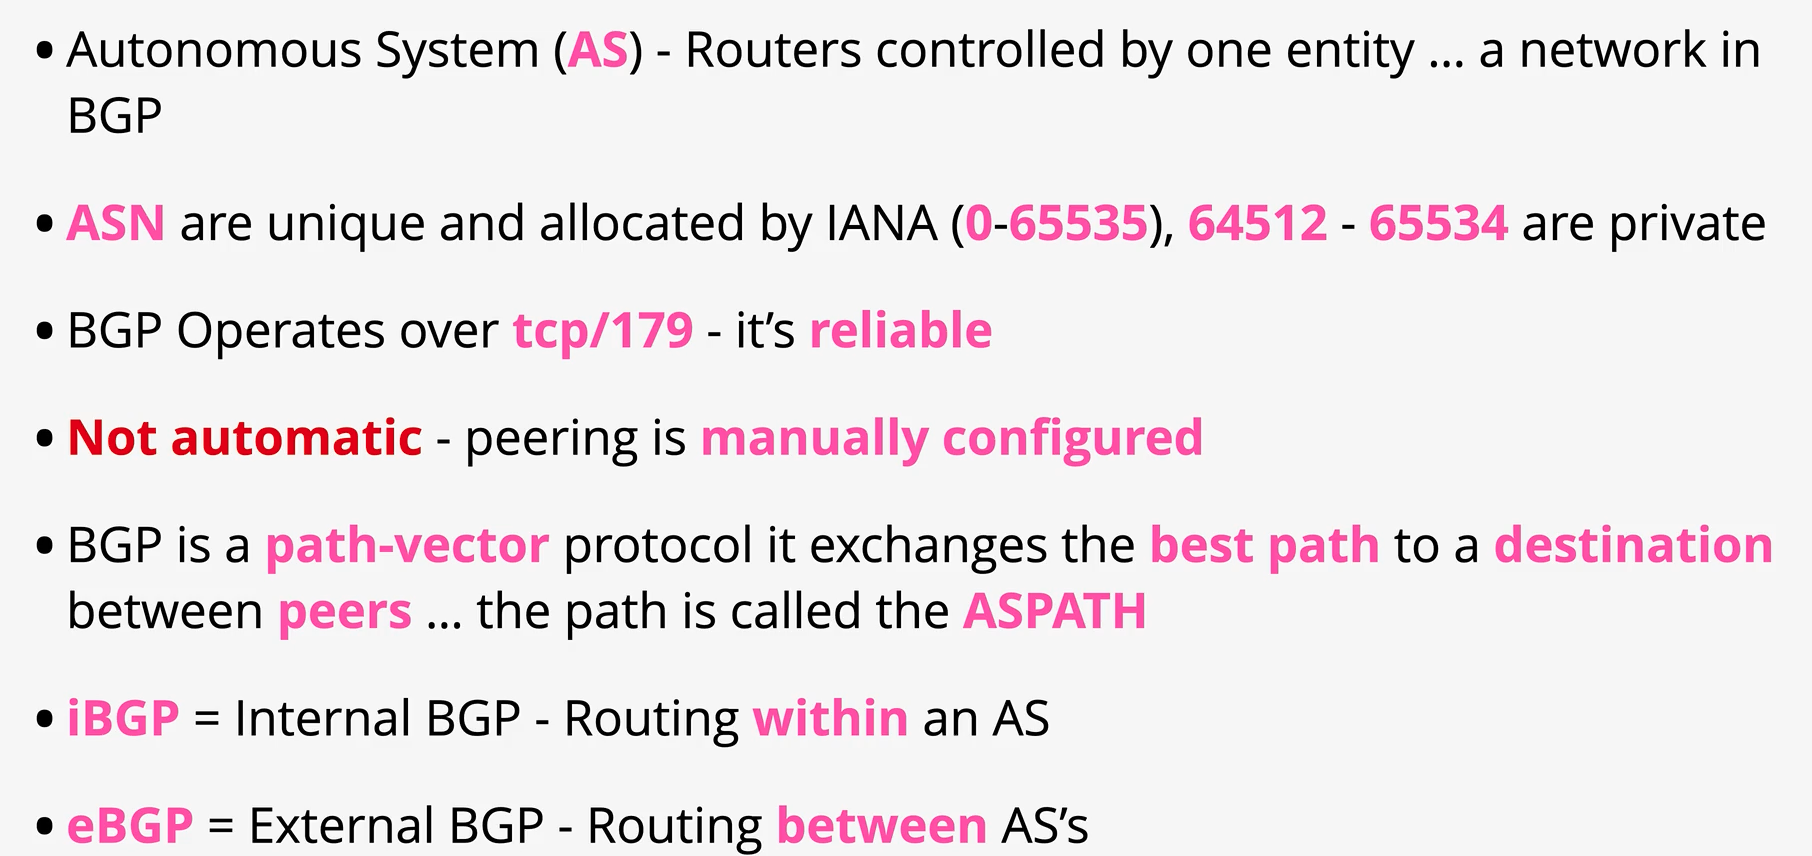 • Autonomous System (AS) - Routers controlled by one entity … a network in
BGP
• ASN are unique and allocated by IANA (0-65535), 64512 - 65534 are private
• BGP Operates over tcp/179 - it’s reliable
• Not automatic - peering is manually configured
• BGP is a path-vector protocol it exchanges the best path to a destination
between peers … the path is called the ASPATH
• iBGP = Internal BGP - Routing within an AS
• eBGP = External BGP - Routing between AS’s